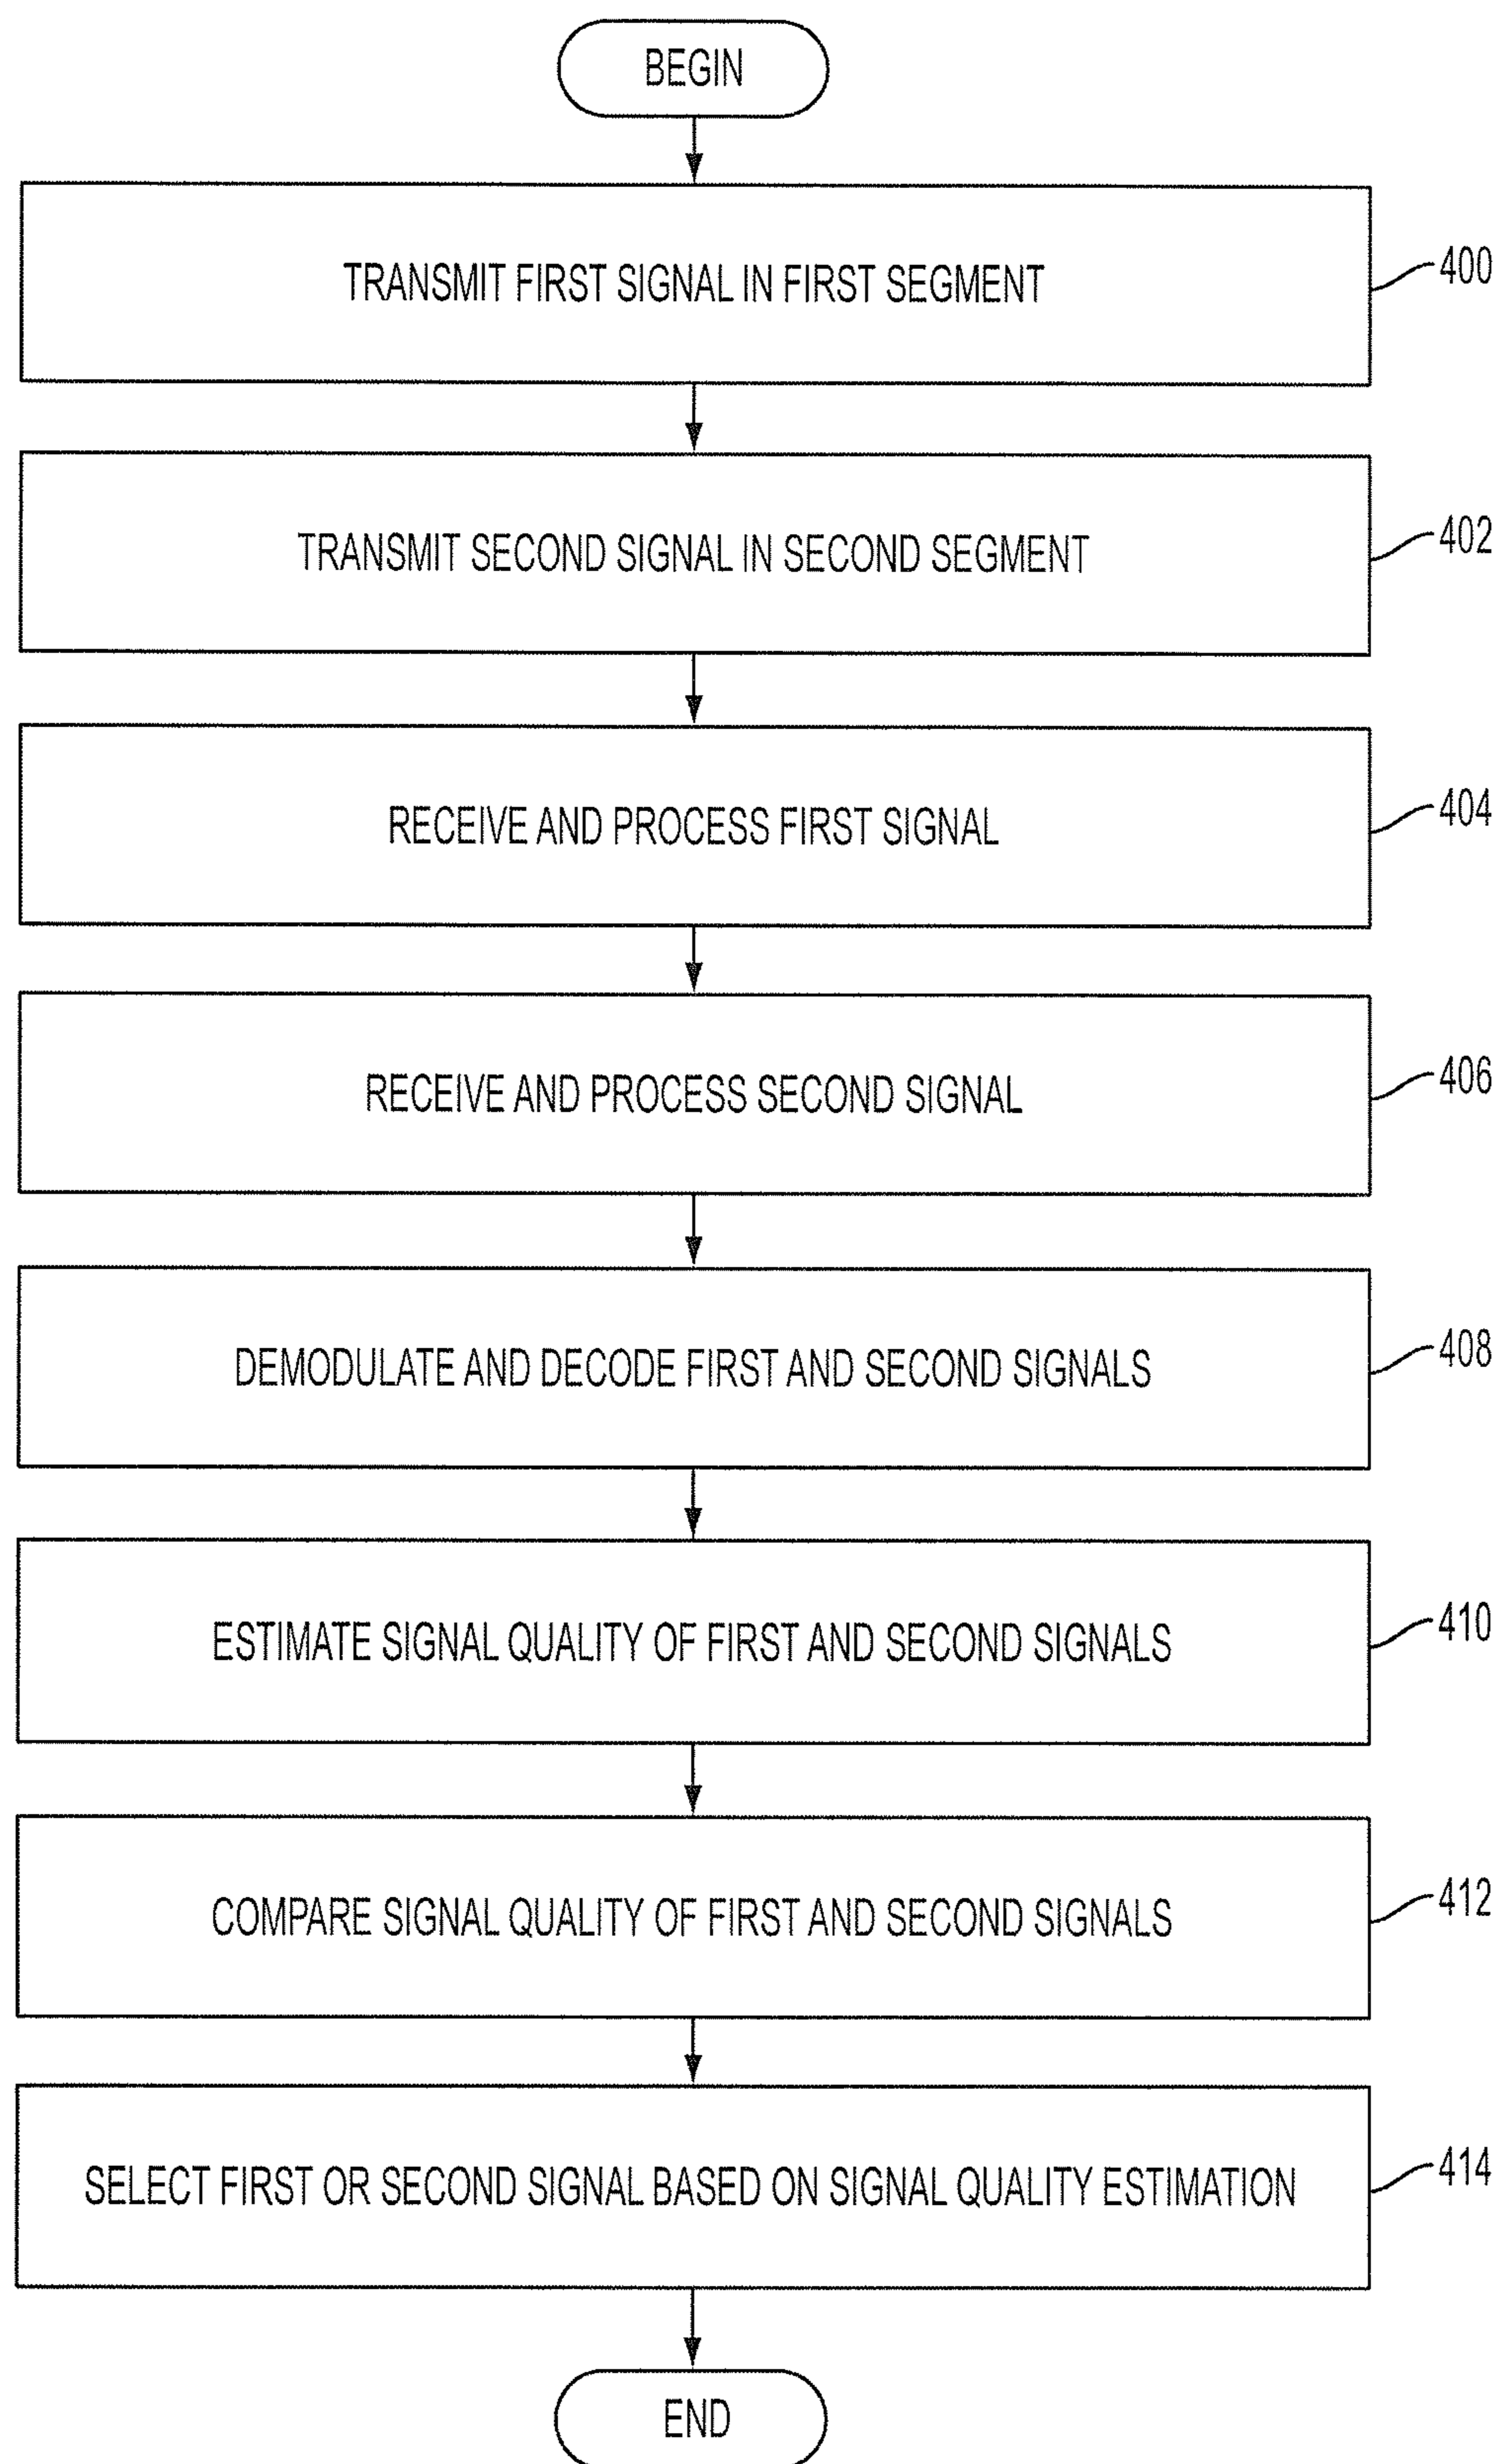 BEGIN
TRANSMIT FIRST SIGNAL IN FIRST SEGMENT
400
TRANSMIT SECOND SIGNAL IN SECOND SEGMENT
402
RECEIVE AND PROCESS FIRST SIGNAL
404
RECEIVE AND PROCESS SECOND SIGNAL
406
DEMODULATE AND DECODE FIRST AND SECOND SIGNALS
408
ESTIMATE SIGNAL QUALITY OF FIRST AND SECOND SIGNALS
410
COMPARE SIGNAL QUALITY OF FIRST AND SECOND SIGNALS
412
SELECT FIRST OR SECOND SIGNAL BASED ON SIGNAL QUALITY ESTIMATION
414
END